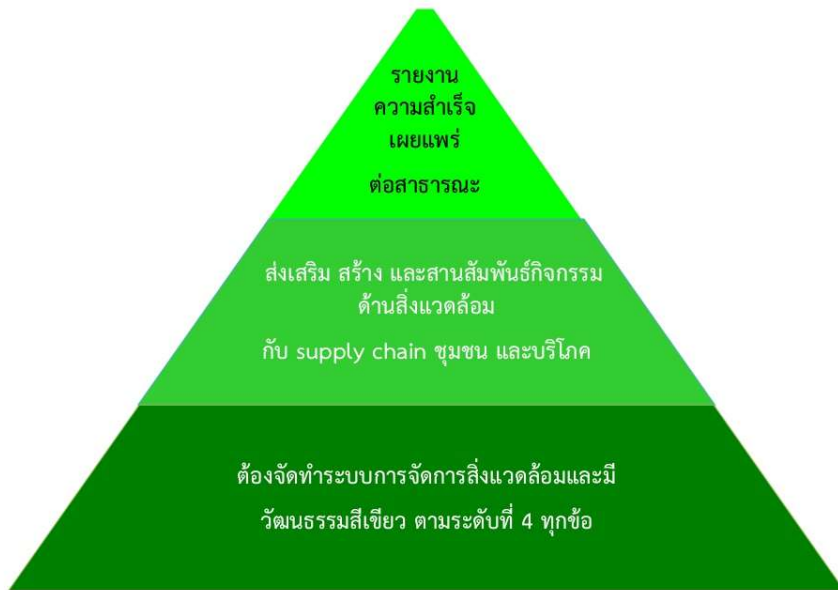 รายงาน
ความสำเร็จ
เผยแพร่
ต่อสาธารณะ
ส่งเสริม สร้าง และสานสัมพันธ์กิจกรรม
ด้านสิ่งแวดล้อม
กับ supply chain ชุมชน และบริโภค
ต้องจัดทำระบบการจัดการสิ่งแวดล้อมและมี
วัฒนธรรมสีเขียว ตามระดับที่ 4 ทุกข้อ